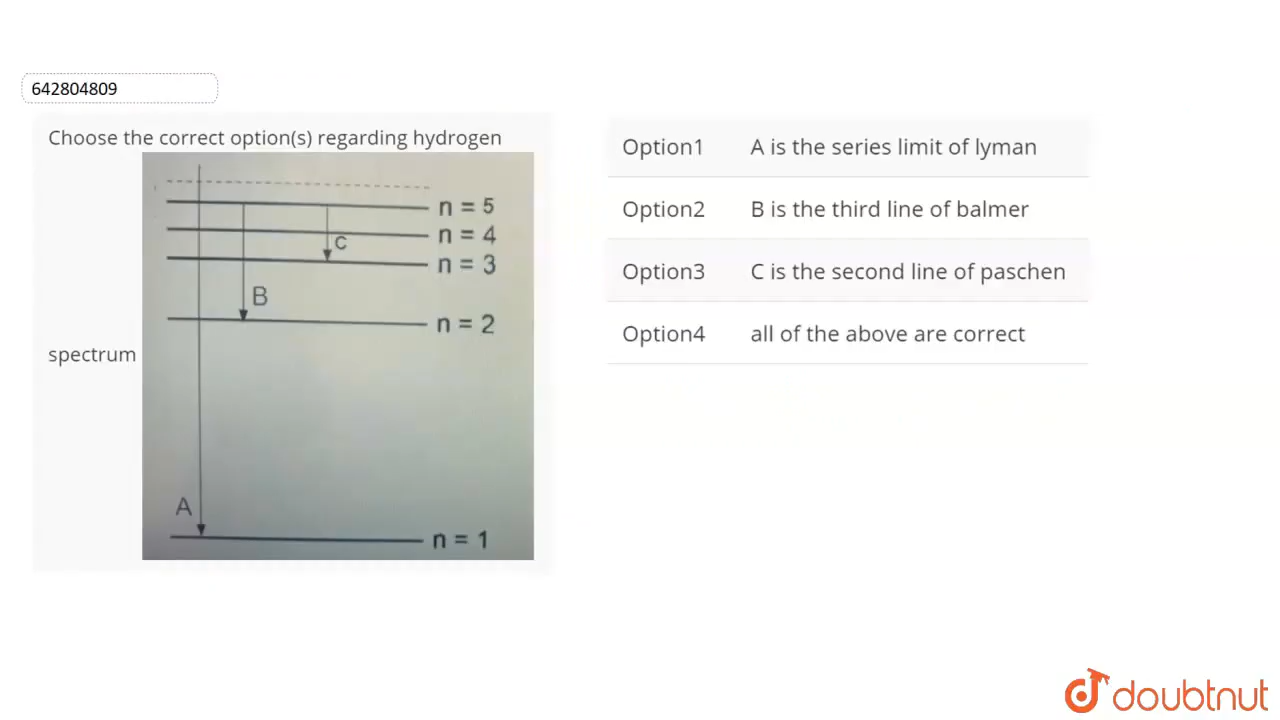 642804809
Choose the correct option(s) regarding hydrogen
n = 5
n = 4
C
n = 3
B
n = 2
spectrum
A
n = 1
Option1 A is the series limit of lyman
Option2 B is the third line of balmer
Option3 C is the second line of paschen
Option4 all of the above are correct
doubtnut